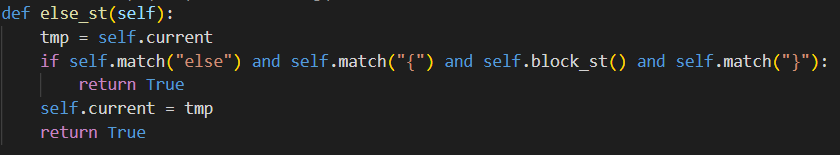 def else_st(self):
    tmp = self.current
    if self.match("else") and self.match("{") and self.block_st() and self.match("}"):
        return True
    self.current = tmp
    return True